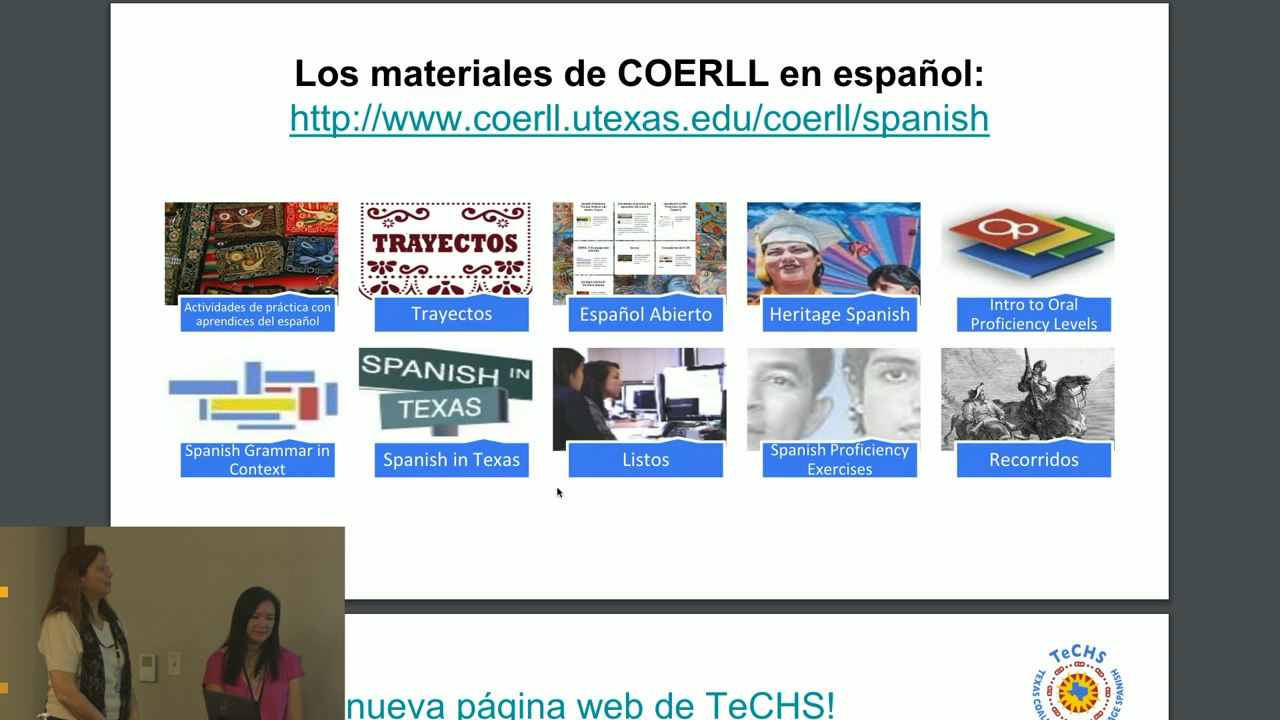 Los materiales de COERLL en español:
http://www.coerll.utexas.edu/coerll/spanish
TRAYECTOS
Actividades de práctica con
aprendices del español
Trayectos
Español Abierto
Heritage Spanish
Intro to Oral
Proficiency Levels
SPANISH IN
TEXAS
Spanish Grammar in
Context
Spanish in Texas
Listos
Spanish Proficiency
Exercises
Recorridos
nueva página web de TeCHS!
TeCHS